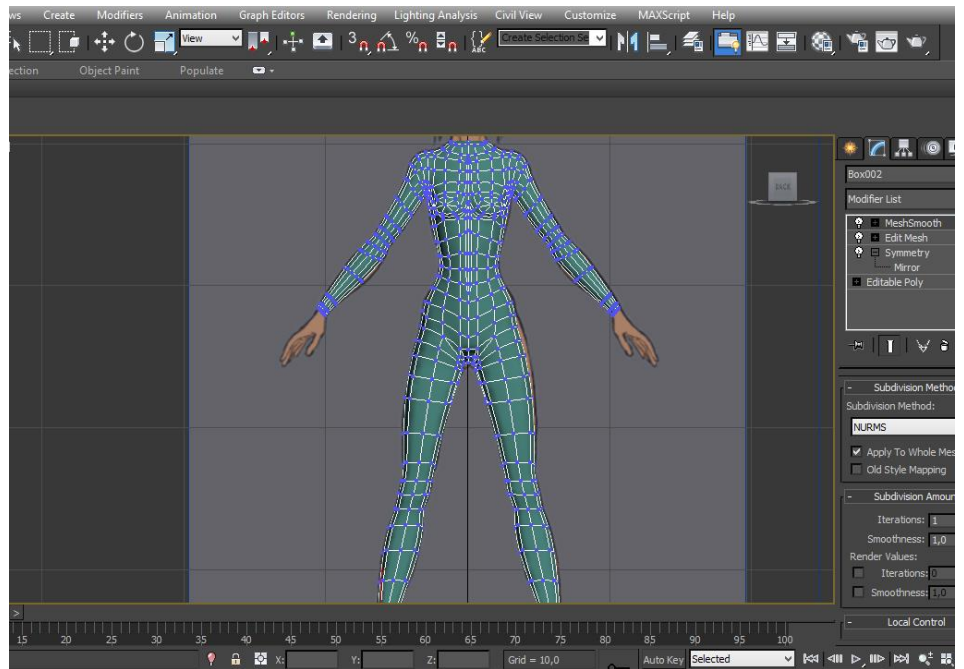 ws Create Modifiers Animation Graph Editors Rendering Lighting Analysis Civil View Customize MAXScript Help
View 3 % ABC Create Selection Se
ection Object Paint Populate
BACK
Box002
Modifier List
MeshSmooth
Edit Mesh
Symmetry
Mirror
Editable Poly
- Subdivision Metho
Subdivision Method:
NURMS
Apply To Whole Mes
Old Style Mapping
- Subdivision Amoun
Iterations: 1
Smoothness: 1,0
Render Values:
Iterations: 0
Smoothness: 1,0
- Local Control
>
15 20 25 30 35 40 45 50 55 60 65 70 75 80 85 90 95 100
X: Y: Z: Grid = 10,0 Auto Key Selected